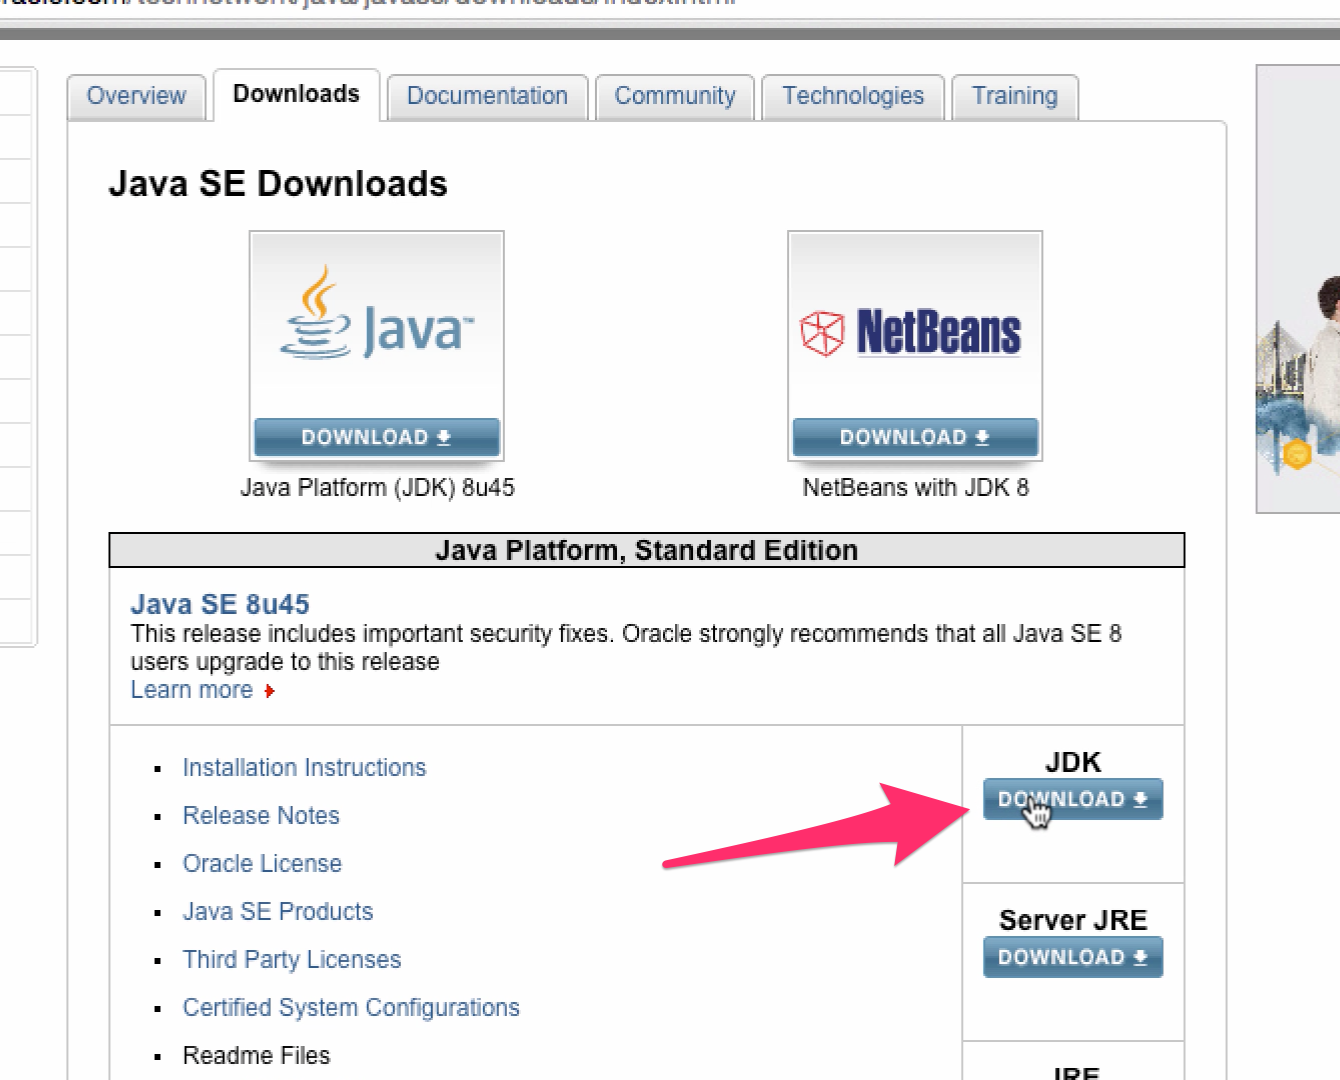 Overview Downloads Documentation Community Technologies Training
Java SE Downloads
Java™ NetBeans
DOWNLOAD DOWNLOAD
Java Platform (JDK) 8u45 NetBeans with JDK 8
Java Platform, Standard Edition
Java SE 8u45
This release includes important security fixes. Oracle strongly recommends that all Java SE 8
users upgrade to this release
Learn more
Installation Instructions
Release Notes
Oracle License
Java SE Products
Third Party Licenses
Certified System Configurations
Readme Files
JDK
DOWNLOAD
Server JRE
DOWNLOAD
JRE